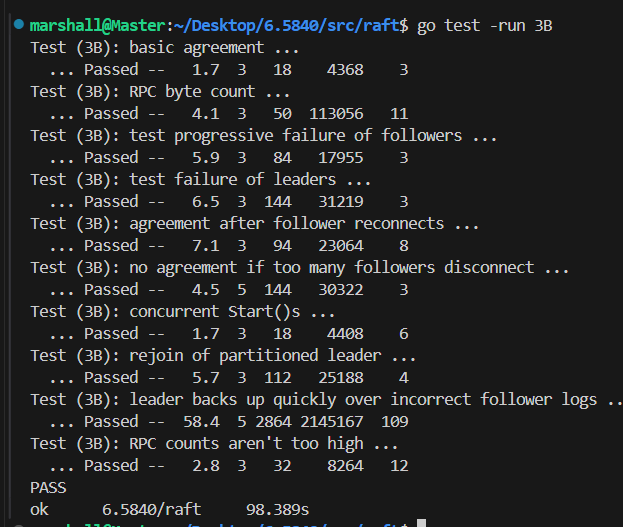 marshall@Master:~/Desktop/6.5840/src/raft$ go test -run 3B
Test (3B): basic agreement ...
  ... Passed --   1.7  3   18    4368    3
Test (3B): RPC byte count ...
  ... Passed --   4.1  3   50  113056   11
Test (3B): test progressive failure of followers ...
  ... Passed --   5.9  3   84   17955    3
Test (3B): test failure of leaders ...
  ... Passed --   6.5  3  144   31219    3
Test (3B): agreement after follower reconnects ...
  ... Passed --   7.1  3   94   23064    8
Test (3B): no agreement if too many followers disconnect ...
  ... Passed --   4.5  5  144   30322    3
Test (3B): concurrent Start()s ...
  ... Passed --   1.7  3   18    4408    6
Test (3B): rejoin of partitioned leader ...
  ... Passed --   5.7  3  112   25188    4
Test (3B): leader backs up quickly over incorrect follower logs ..
  ... Passed --  58.4  5 2864 2145167  109
Test (3B): RPC counts aren't too high ...
  ... Passed --   2.8  3   32    8264   12
PASS
ok      6.5840/raft     98.389s
marshall@Master:~/Desktop/6.5840/src/raft$